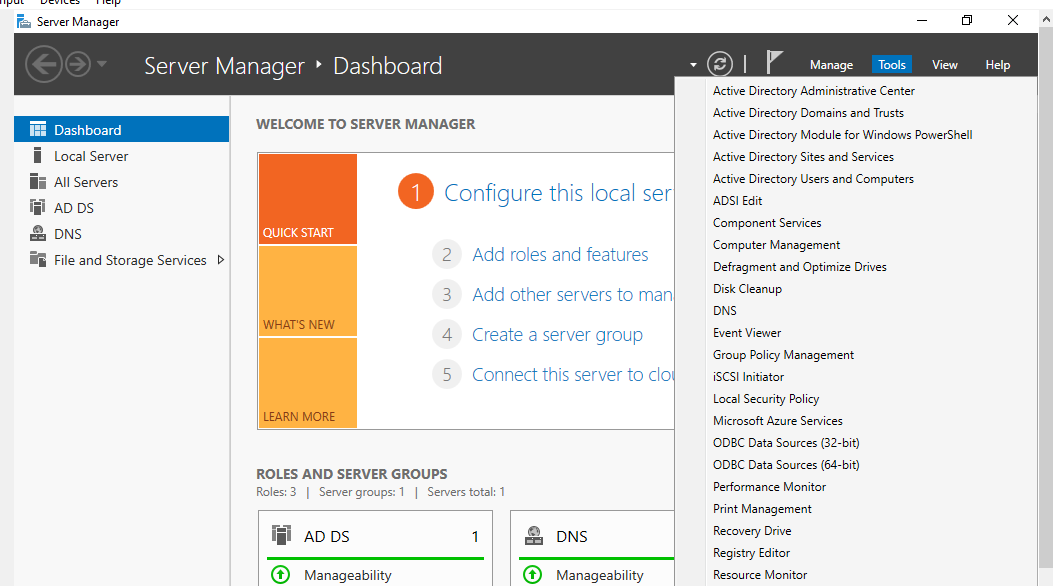 Devices
Help
Server Manager
Server Manager
Dashboard
Manage
Tools
View
Help
Dashboard
Local Server
All Servers
AD DS
DNS
File and Storage Services
WELCOME TO SERVER MANAGER
QUICK START
WHAT'S NEW
LEARN MORE
1 Configure this local
2 Add roles and features
3 Add other servers to
4 Create a server group
5 Connect this server to
ROLES AND SERVER GROUPS
Roles: 3 | Server groups: 1 | Servers total: 1
AD DS 1
Manageability
DNS
Manageability
Active Directory Administrative Center
Active Directory Domains and Trusts
Active Directory Module for Windows PowerShell
Active Directory Sites and Services
Active Directory Users and Computers
ADSI Edit
Component Services
Computer Management
Defragment and Optimize Drives
Disk Cleanup
DNS
Event Viewer
Group Policy Management
iSCSI Initiator
Local Security Policy
Microsoft Azure Services
ODBC Data Sources (32-bit)
ODBC Data Sources (64-bit)
Performance Monitor
Print Management
Recovery Drive
Registry Editor
Resource Monitor